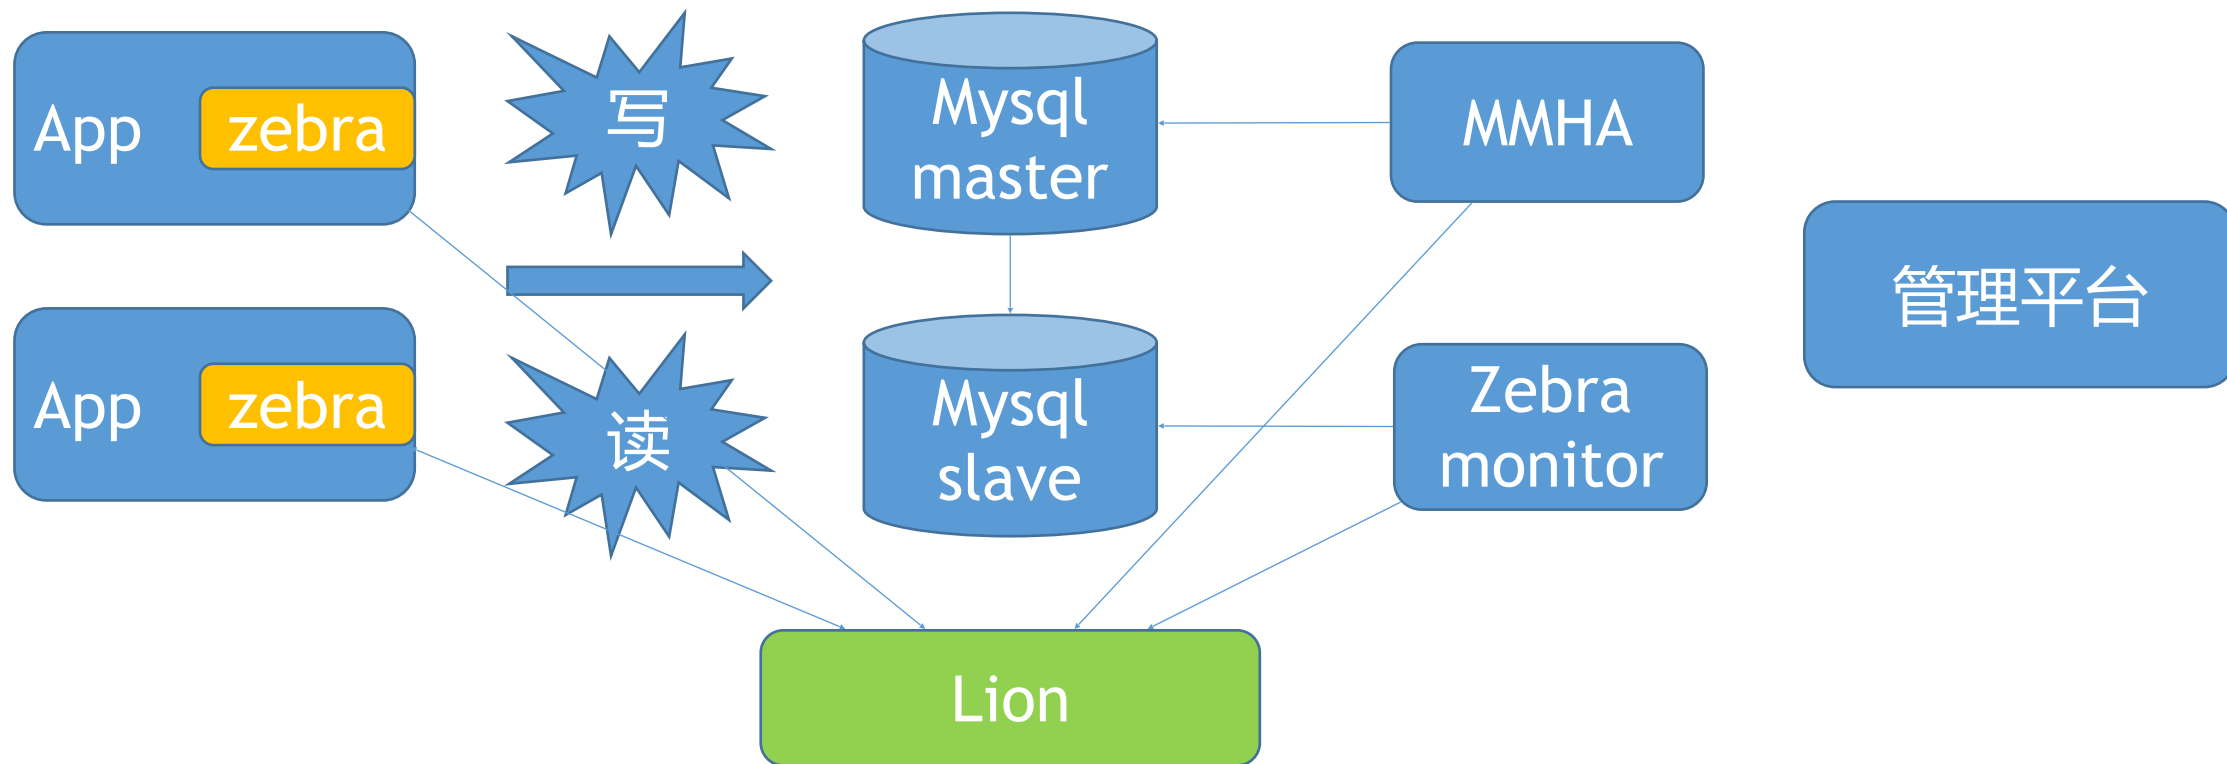 App
zebra
写
Mysql
master
MMHA
管理平台
App
zebra
读
Mysql
slave
Zebra
monitor
Lion